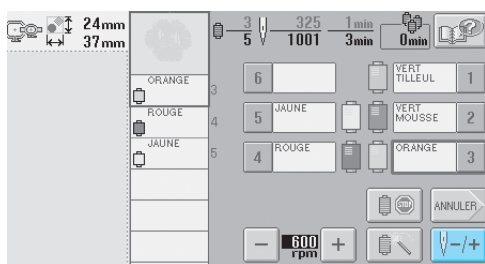 24mm
37mm
3
5
325
1001
1min
3min
0min
ORANGE
3
ROUGE
4
JAUNE
5
6
VERT
TILLEUL
1
5
JAUNE
VERT
MOUSSE
2
4
ROUGE
ORANGE
3
STOP
ANNULER
600
rpm
−
+
-/+